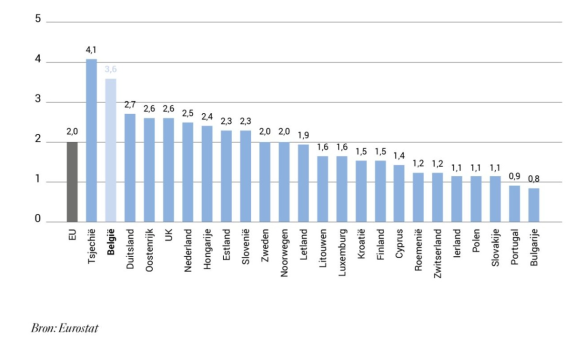 5
4
3
2
1
0
2,0
4,1
3,6
2,7
2,6
2,6
2,5
2,4
2,3
2,3
2,0
2,0
1,9
1,6
1,6
1,5
1,5
1,4
1,2
1,2
1,1
1,1
1,1
0,9
0,8
EU
Tsjechië
België
Duitsland
Oostenrijk
UK
Nederland
Hongarije
Estland
Slovenië
Zweden
Noorwegen
Letland
Litouwen
Luxemburg
Kroatië
Finland
Cyprus
Roemenië
Zwitserland
Ierland
Polen
Slovakije
Portugal
Bulgarije
Bron: Eurostat